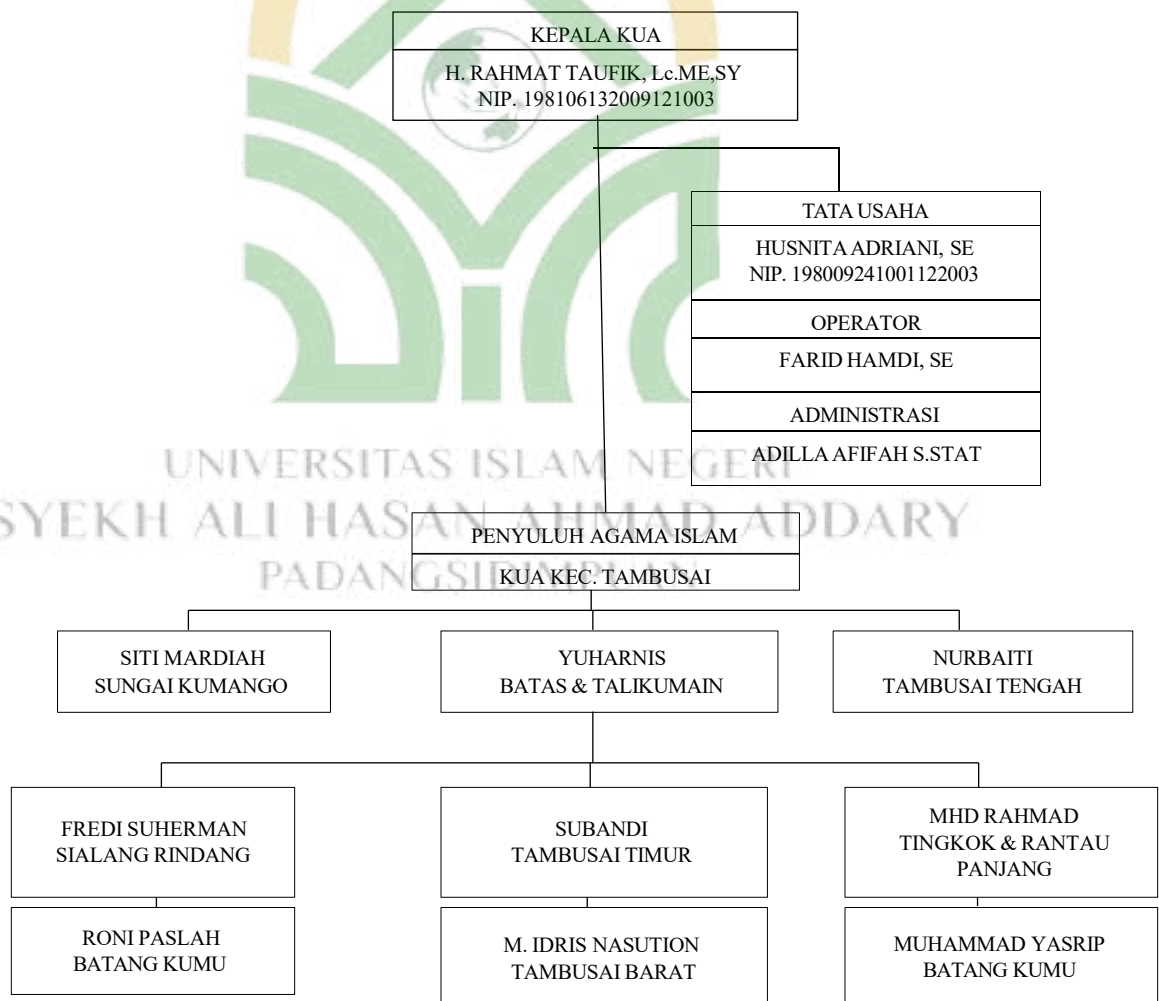 KEPALA KUA
H. RAHMAT TAUFIK, Lc.ME,SY
NIP. 198106132009121003
TATA USAHA
HUSNITA ADRIANI, SE
NIP. 198009241001122003
OPERATOR
FARID HAMDI, SE
ADMINISTRASI
ADILLA AFIFAH S.STAT
UNIVERSITAS ISLAM NEGERI
SYEKH ALI HASAN AHMAD ADDARY
PADANGSIDIMPUAN
PENYULUH AGAMA ISLAM
KUA KEC. TAMBUSAI
SITI MARDIAH
SUNGAI KUMANGO
YUHARNIS
BATAS & TALIKUMAIN
NURBAITI
TAMBUSAI TENGAH
FREDI SUHERMAN
SIALANG RINDANG
SUBANDI
TAMBUSAI TIMUR
MHD RAHMAD
TINGKOK & RANTAU
PANJANG
RONI PASLAH
BATANG KUMU
M. IDRIS NASUTION
TAMBUSAI BARAT
MUHAMMAD YASRIP
BATANG KUMU